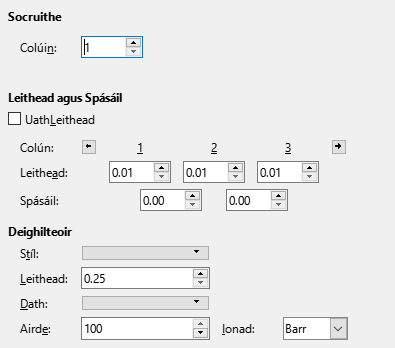 Socruithe
Colúin: 1
Leithead agus Spásáil
UathLeithead
Colún: 1 2 3
Leithead: 0.01 0.01 0.01
Spásáil: 0.00 0.00
Deighilteoir
Stíl:
Leithead: 0.25
Dath:
Airde: 100 Ionad: Barr